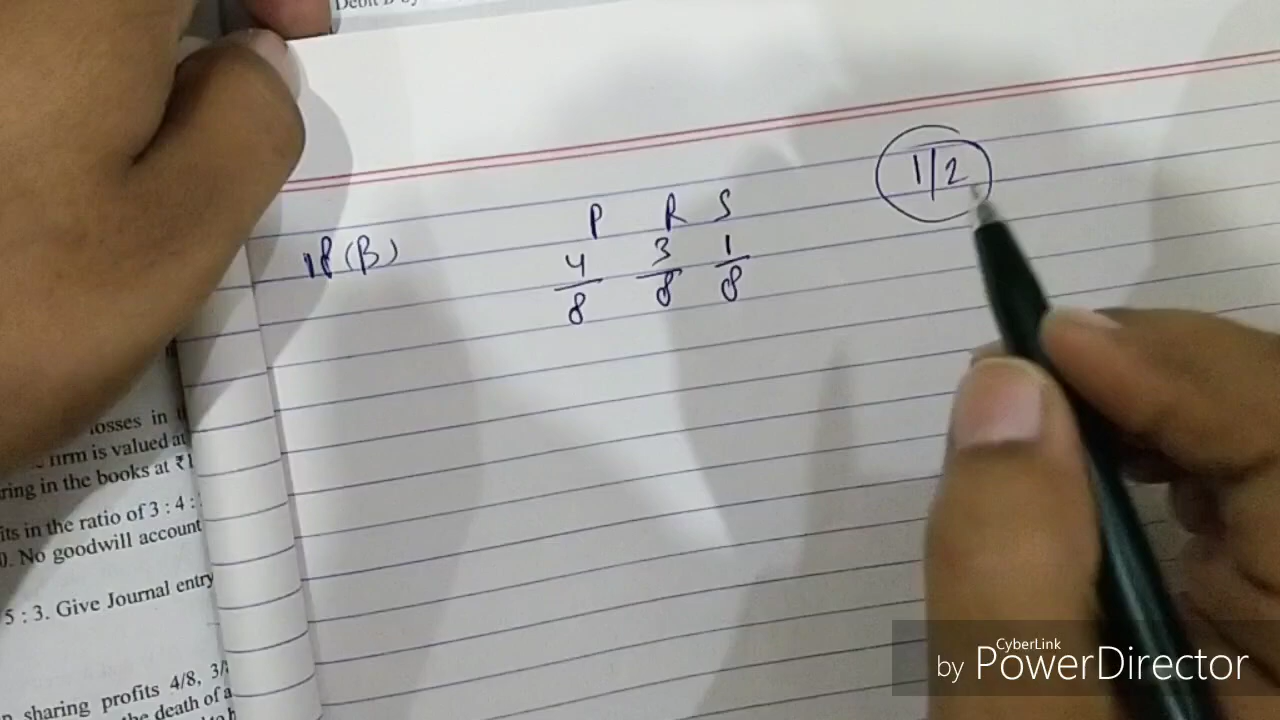 Debit
1/2
P R S
18 (B)
4/8 3/8 1/8
losses in
firm is valued at
ring in the books at ₹1
its in the ratio of 3 : 4 :
0. No goodwill account
5 : 3. Give Journal entry
sharing profits 4/8, 3/
the death of a
CyberLink
by PowerDirector